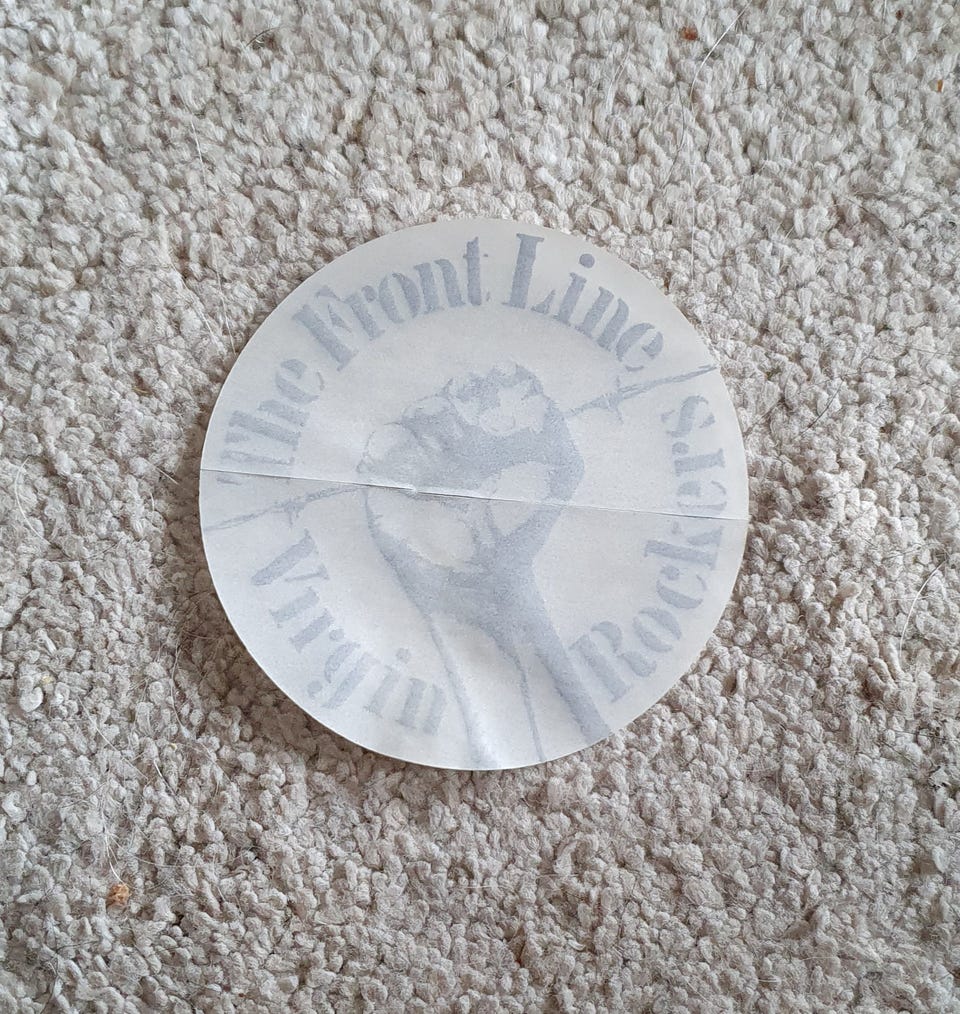 The Front Line
Virgin Rockers